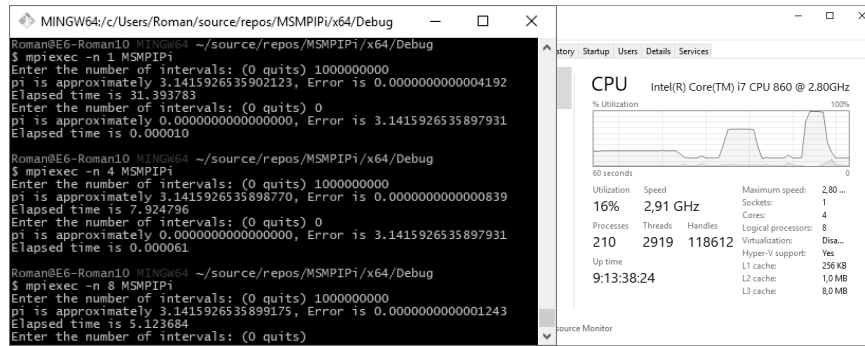 MINGW64:/c/Users/Roman/source/repos/MSMPIPi/x64/Debug
Roman@E6-Roman10 MINGW64 ~/source/repos/MSMPIPi/x64/Debug
$ mpiexec -n 1 MSMPIPi
Enter the number of intervals: (0 quits) 1000000000
pi is approximately 3.1415926535902123, Error is 0.0000000000004192
Elapsed time is 31.393783
Enter the number of intervals: (0 quits) 0
pi is approximately 0.0000000000000000, Error is 3.1415926535897931
Elapsed time is 0.000010
Roman@E6-Roman10 MINGW64 ~/source/repos/MSMPIPi/x64/Debug
$ mpiexec -n 4 MSMPIPi
Enter the number of intervals: (0 quits) 1000000000
pi is approximately 3.1415926535898770, Error is 0.0000000000000839
Elapsed time is 7.924796
Enter the number of intervals: (0 quits) 0
pi is approximately 0.0000000000000000, Error is 3.1415926535897931
Elapsed time is 0.000061
Roman@E6-Roman10 MINGW64 ~/source/repos/MSMPIPi/x64/Debug
$ mpiexec -n 8 MSMPIPi
Enter the number of intervals: (0 quits) 1000000000
pi is approximately 3.1415926535899175, Error is 0.0000000000001243
Elapsed time is 5.123684
Enter the number of intervals: (0 quits)
story Startup Users Details Services
CPU Intel(R) Core(TM) i7 CPU 860 @ 2.80GHz
% Utilization 100%
60 seconds 0
Utilization Speed
16% 2,91 GHz
Processes Threads Handles
210 2919 118612
Up time
9:13:38:24
Maximum speed: 2,80 ...
Sockets: 1
Cores: 4
Logical processors: 8
Virtualization: Disa...
Hyper-V support: Yes
L1 cache: 256 KB
L2 cache: 1,0 MB
L3 cache: 8,0 MB
source Monitor